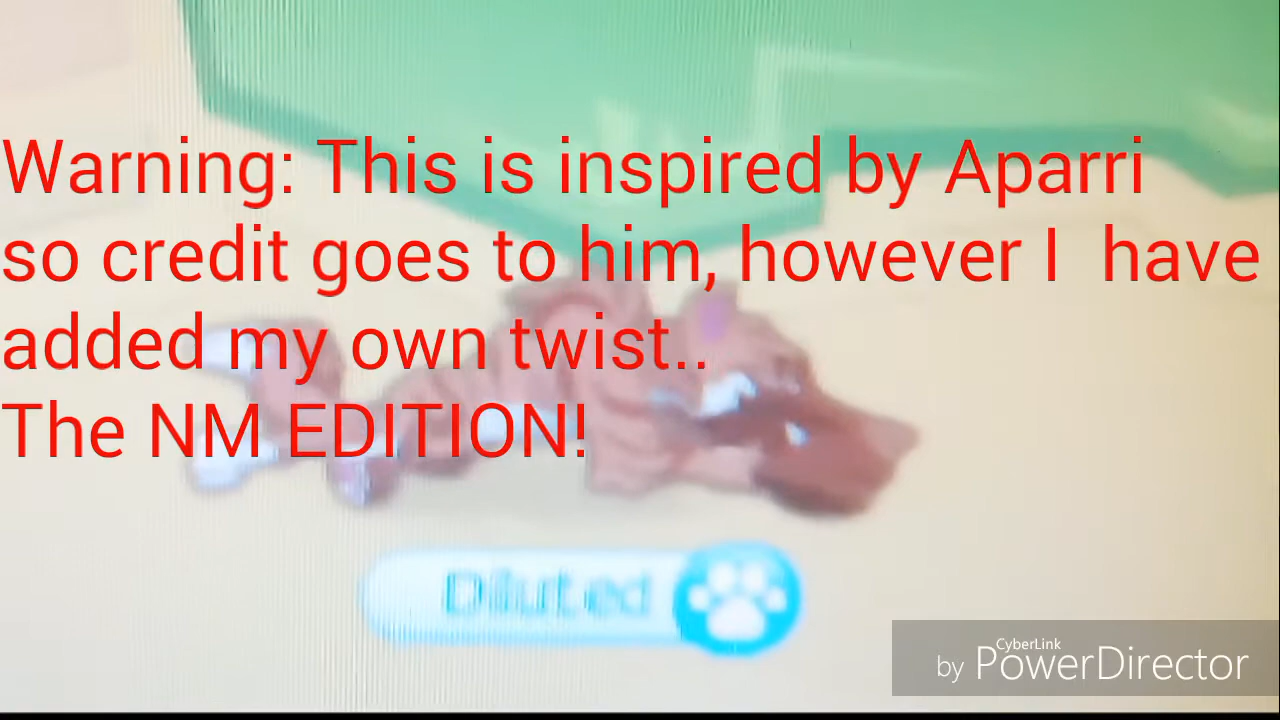 Warning: This is inspired by Aparri
so credit goes to him, however I  have
added my own twist..
The NM EDITION!
Diluted
CyberLink
by PowerDirector